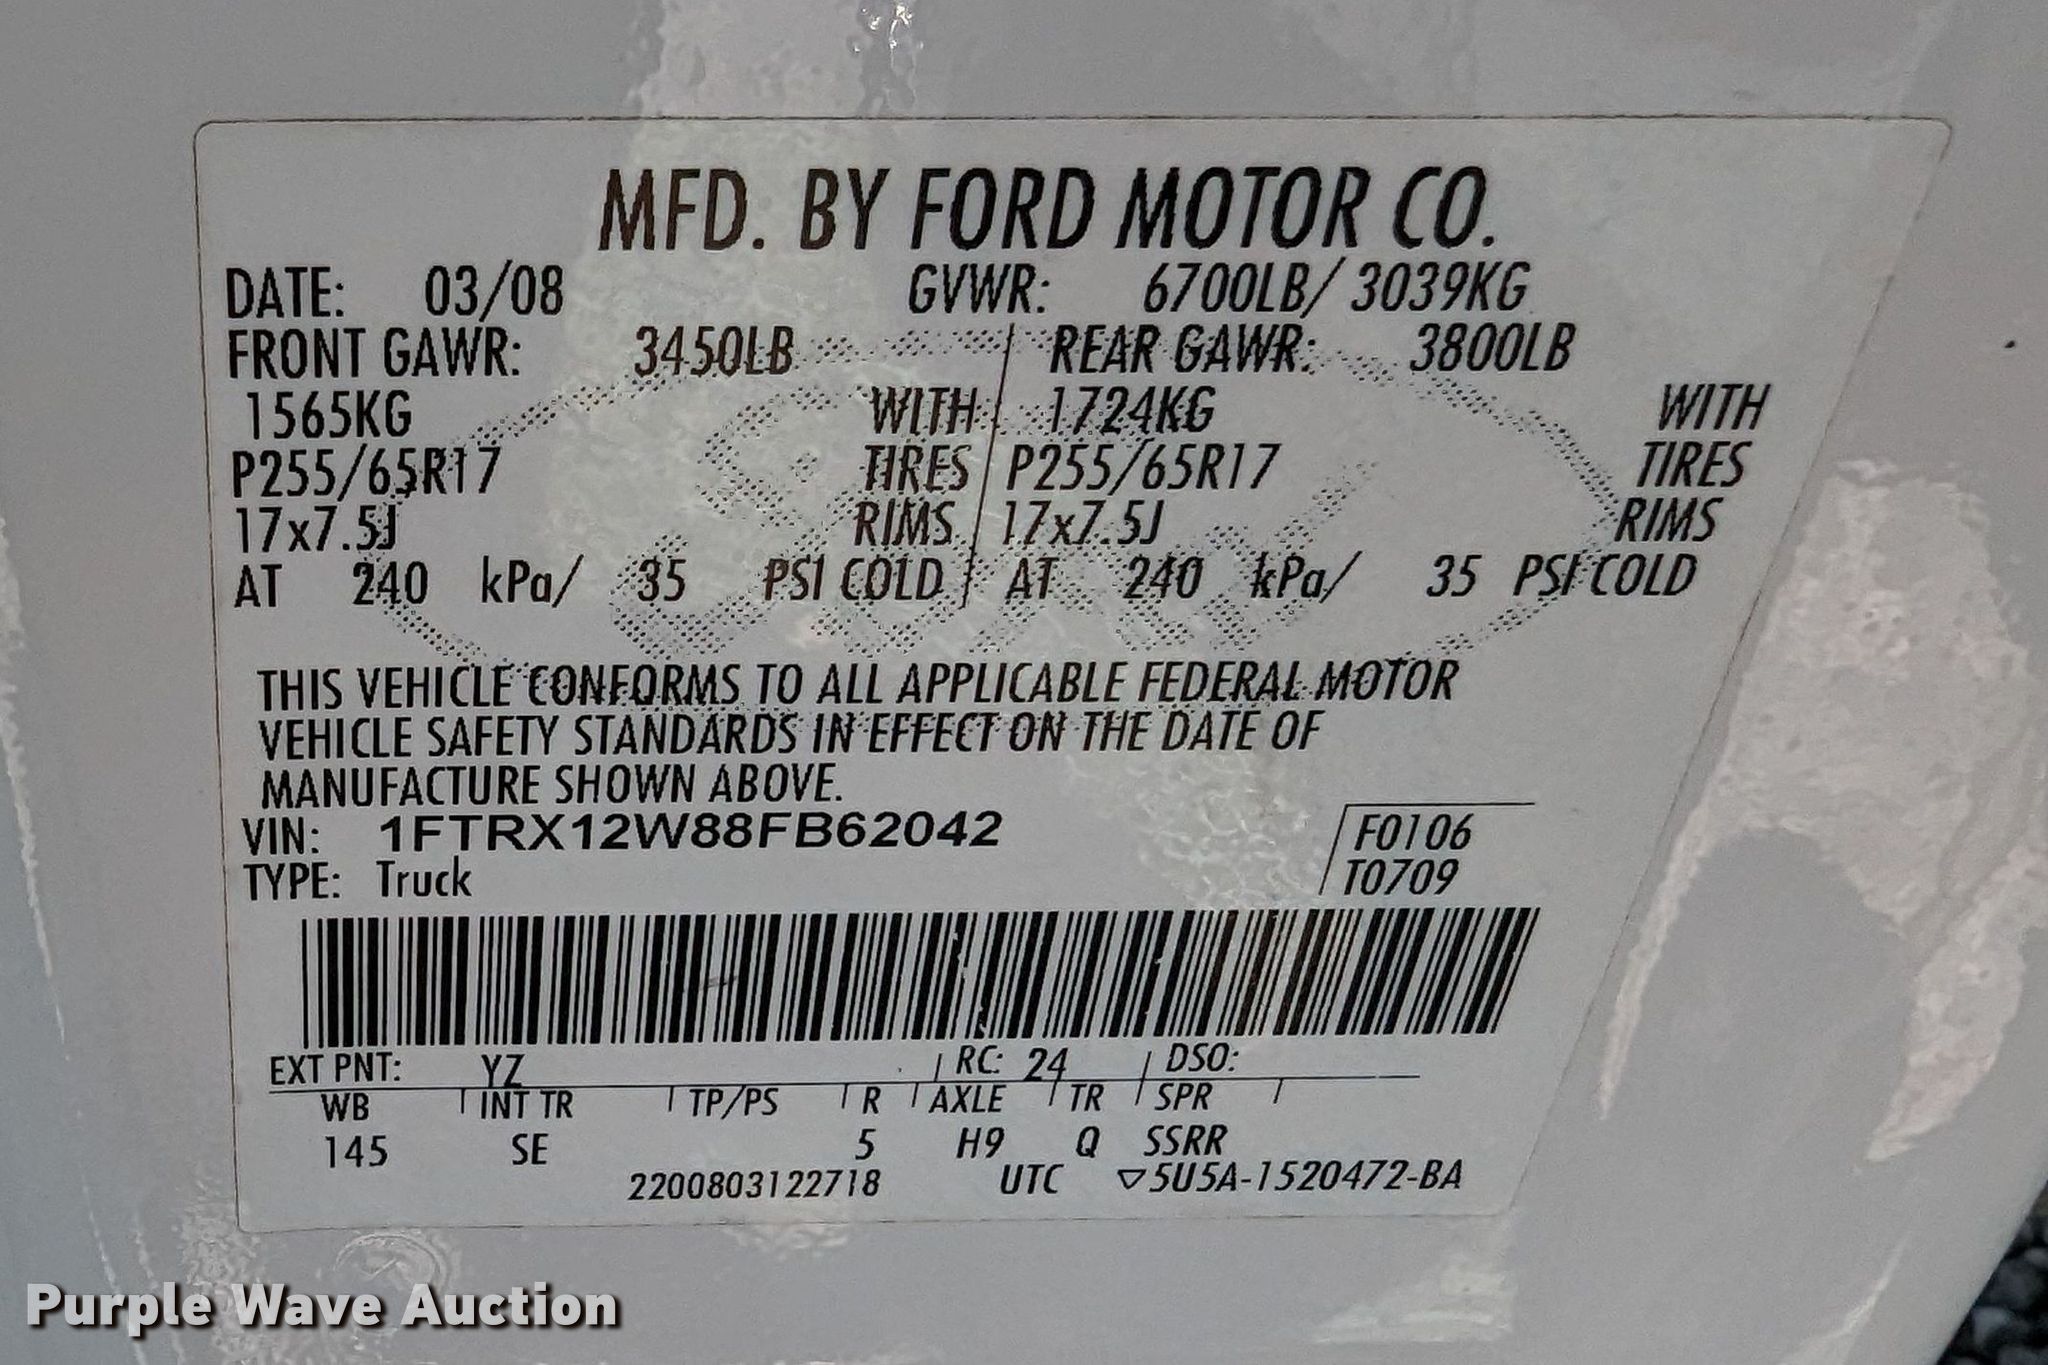 MFD. BY FORD MOTOR CO.
DATE: 03/08 GVWR: 6700LB/ 3039KG
FRONT GAWR: 3450LB REAR GAWR: 3800LB
1565KG WITH 1724KG WITH
P255/65R17 TIRES P255/65R17 TIRES
17x7.5J RIMS 17x7.5J RIMS
AT 240 kPa/ 35 PSI COLD AT 240 kPa/ 35 PSI COLD
THIS VEHICLE CONFORMS TO ALL APPLICABLE FEDERAL MOTOR
VEHICLE SAFETY STANDARDS IN EFFECT ON THE DATE OF
MANUFACTURE SHOWN ABOVE.
VIN: 1FTRX12W88FB62042 F0106
TYPE: Truck T0709
EXT PNT: YZ RC: 24 DSO:
WB INT TR TP/PS R AXLE TR SPR
145 SE 5 H9 Q SSRR
2200803122718 UTC ▽5U5A-1520472-BA
Purple Wave Auction